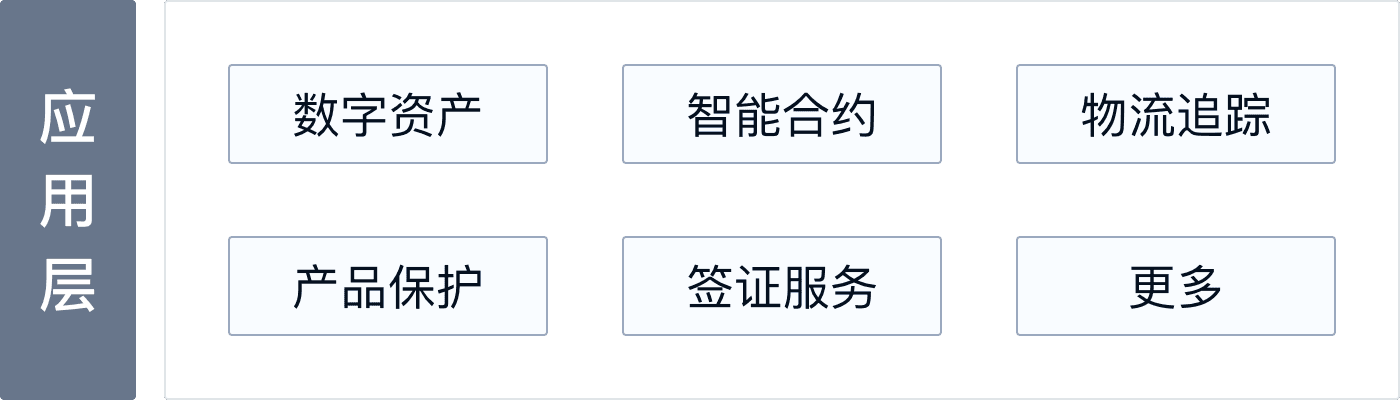 应用层
数字资产
智能合约
物流追踪
产品保护
签证服务
更多